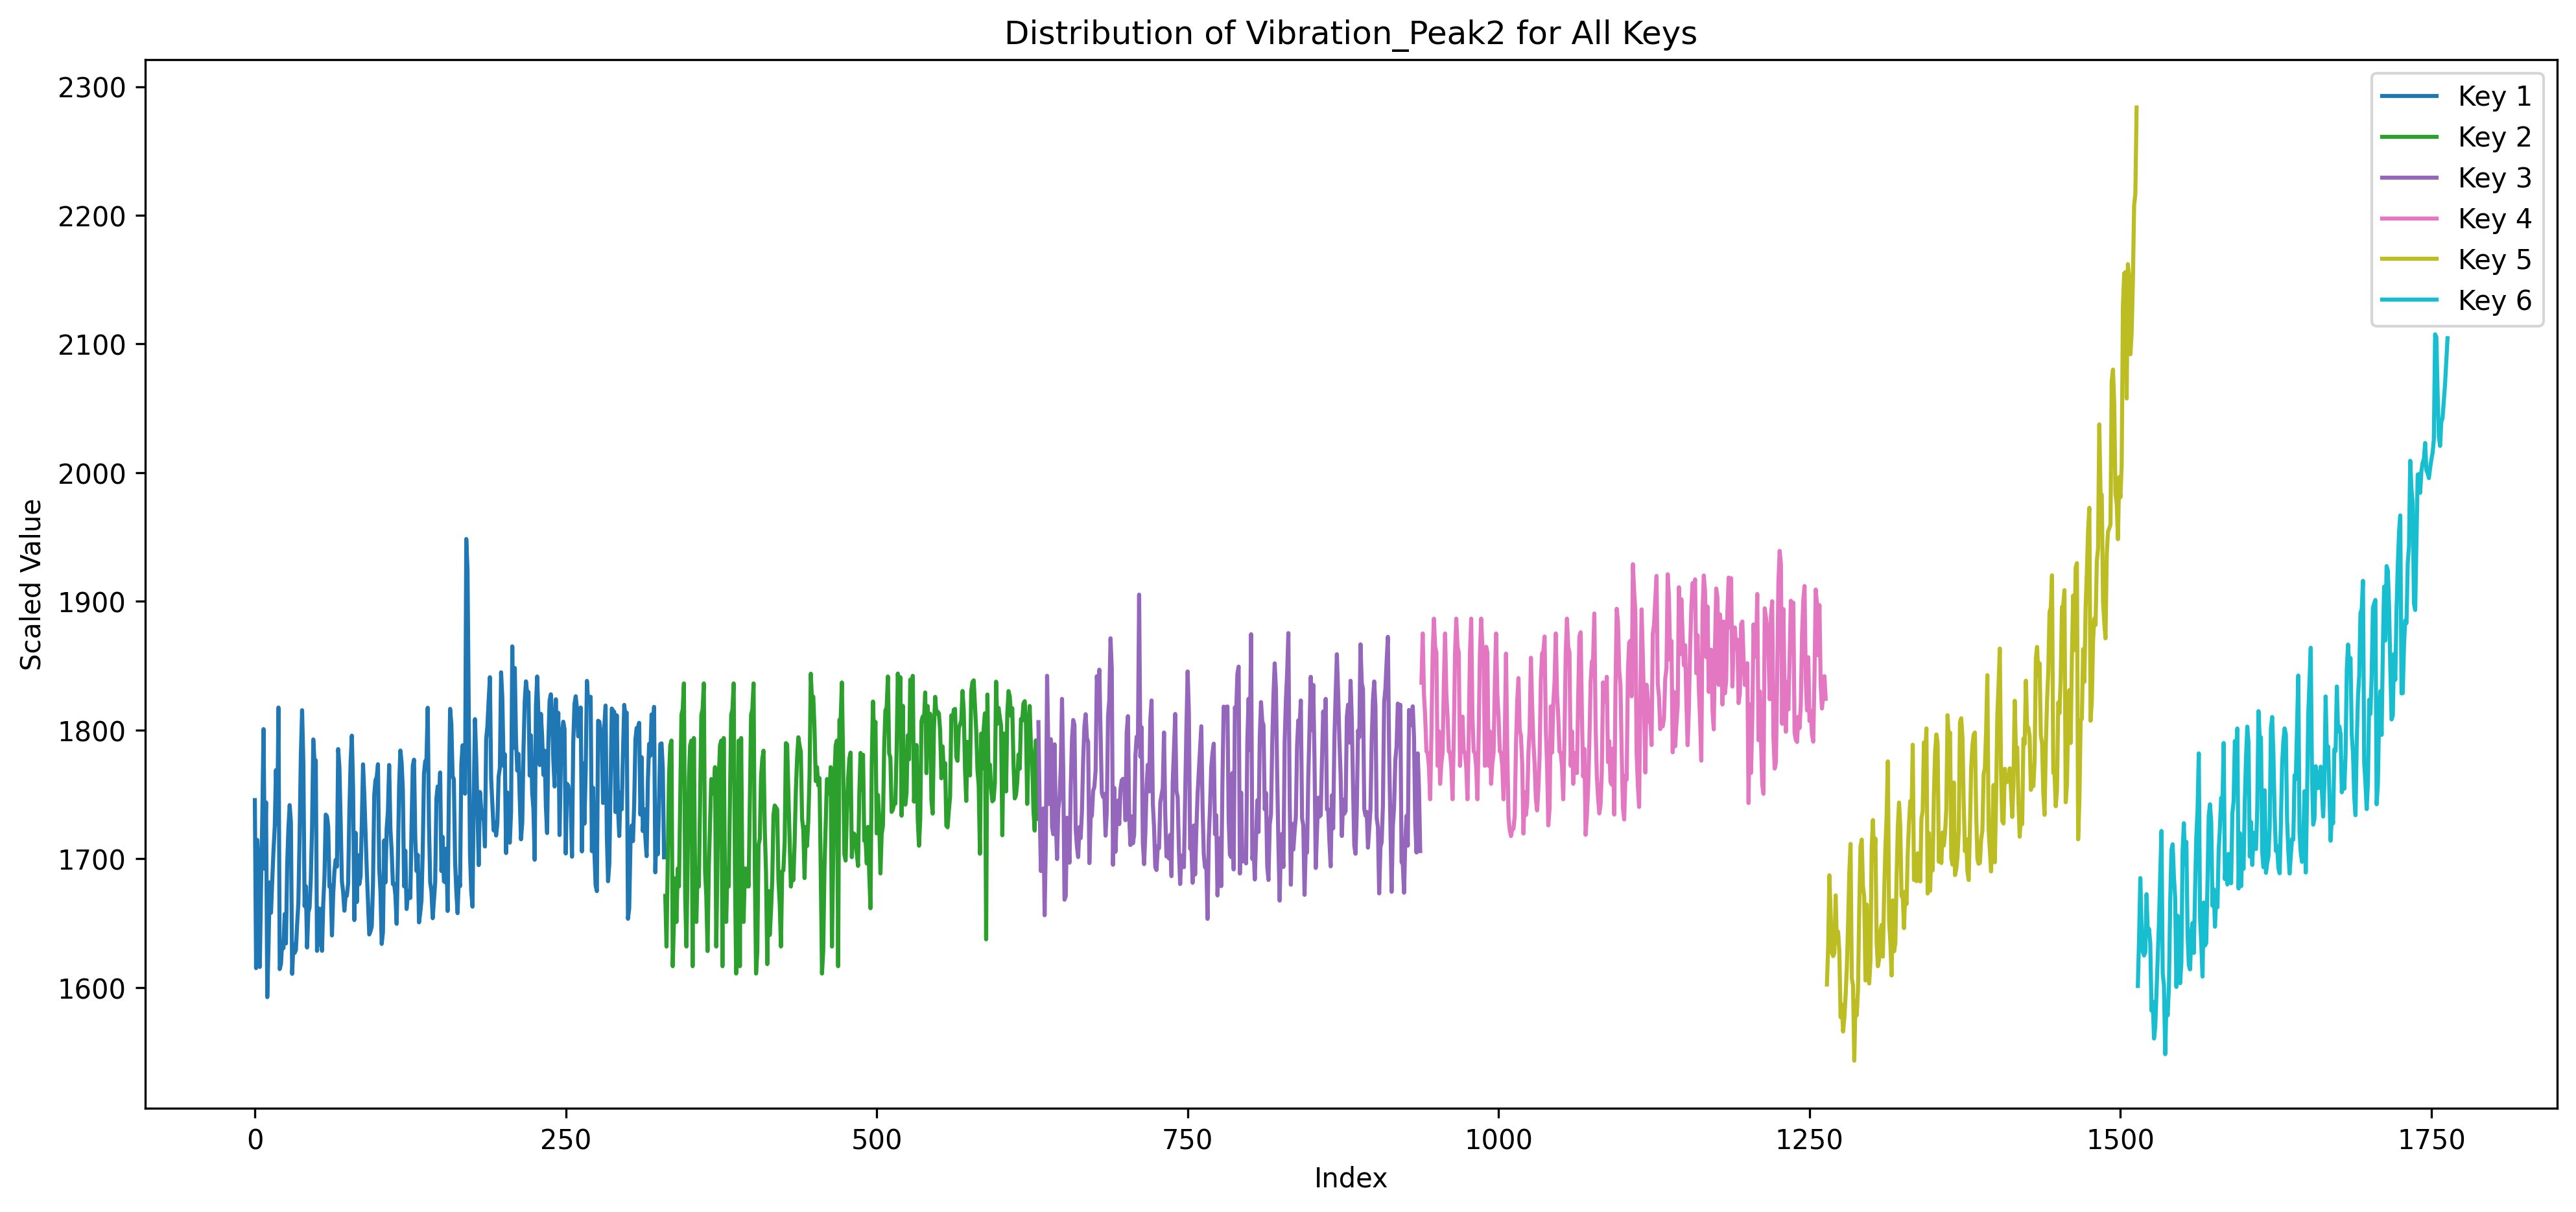 Distribution of Vibration_Peak2 for All Keys
2300
2200
2100
2000
1900
1800
1700
1600
Scaled Value
Key 1
Key 2
Key 3
Key 4
Key 5
Key 6
0 250 500 750 1000 1250 1500 1750
Index